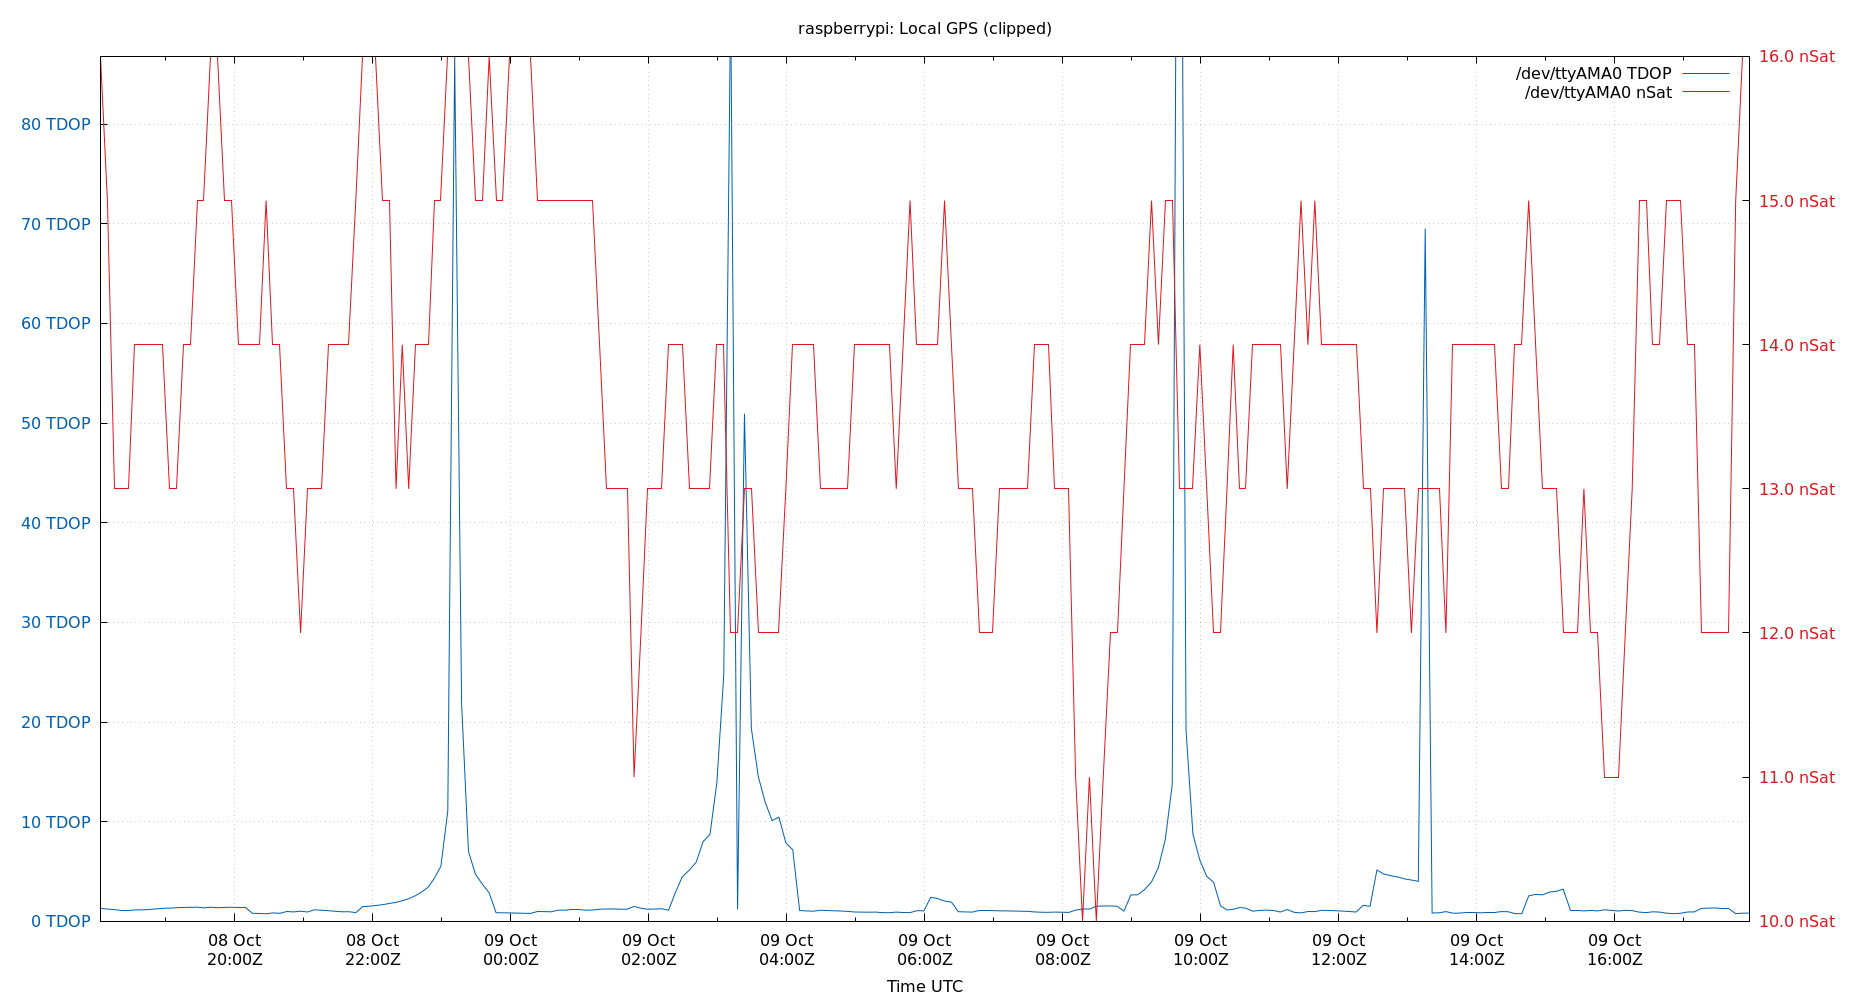 raspberrypi: Local GPS (clipped)
/dev/ttyAMA0 TDOP
/dev/ttyAMA0 nSat
80 TDOP
70 TDOP
60 TDOP
50 TDOP
40 TDOP
30 TDOP
20 TDOP
10 TDOP
0 TDOP
16.0 nSat
15.0 nSat
14.0 nSat
13.0 nSat
12.0 nSat
11.0 nSat
10.0 nSat
08 Oct
20:00Z
08 Oct
22:00Z
09 Oct
00:00Z
09 Oct
02:00Z
09 Oct
04:00Z
09 Oct
06:00Z
09 Oct
08:00Z
09 Oct
10:00Z
09 Oct
12:00Z
09 Oct
14:00Z
09 Oct
16:00Z
Time UTC